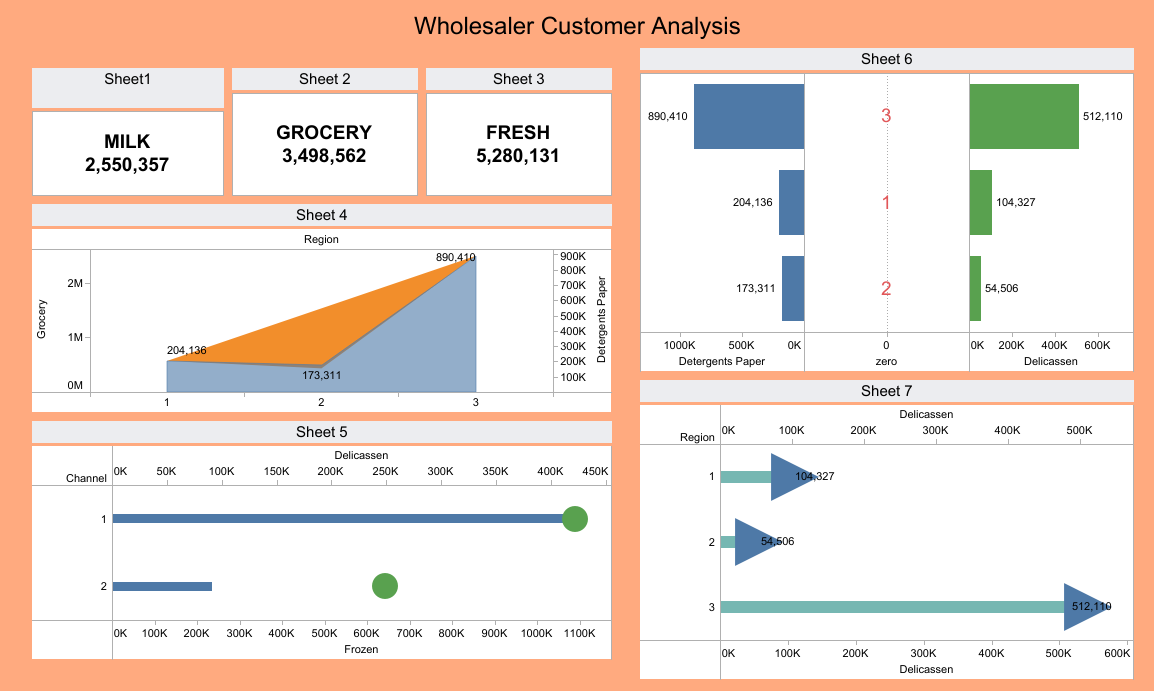 Wholesaler Customer Analysis
Sheet1
MILK
2,550,357
Sheet 2
GROCERY
3,498,562
Sheet 3
FRESH
5,280,131
Sheet 4
Region
Grocery
2M
1M
0M
890,410
204,136
173,311
900K
800K
700K
600K
500K
400K
300K
200K
100K
Detergents Paper
1 2 3
Sheet 5
Delicassen
Channel
0K 50K 100K 150K 200K 250K 300K 350K 400K 450K
1
2
0K 100K 200K 300K 400K 500K 600K 700K 800K 900K 1000K 1100K
Frozen
Sheet 6
890,410 3 512,110
204,136 1 104,327
173,311 2 54,506
1000K 500K 0K 0 0K 200K 400K 600K
Detergents Paper zero Delicassen
Sheet 7
Delicassen
Region
0K 100K 200K 300K 400K 500K
1 104,327
2 54,506
3 512,110
0K 100K 200K 300K 400K 500K 600K
Delicassen